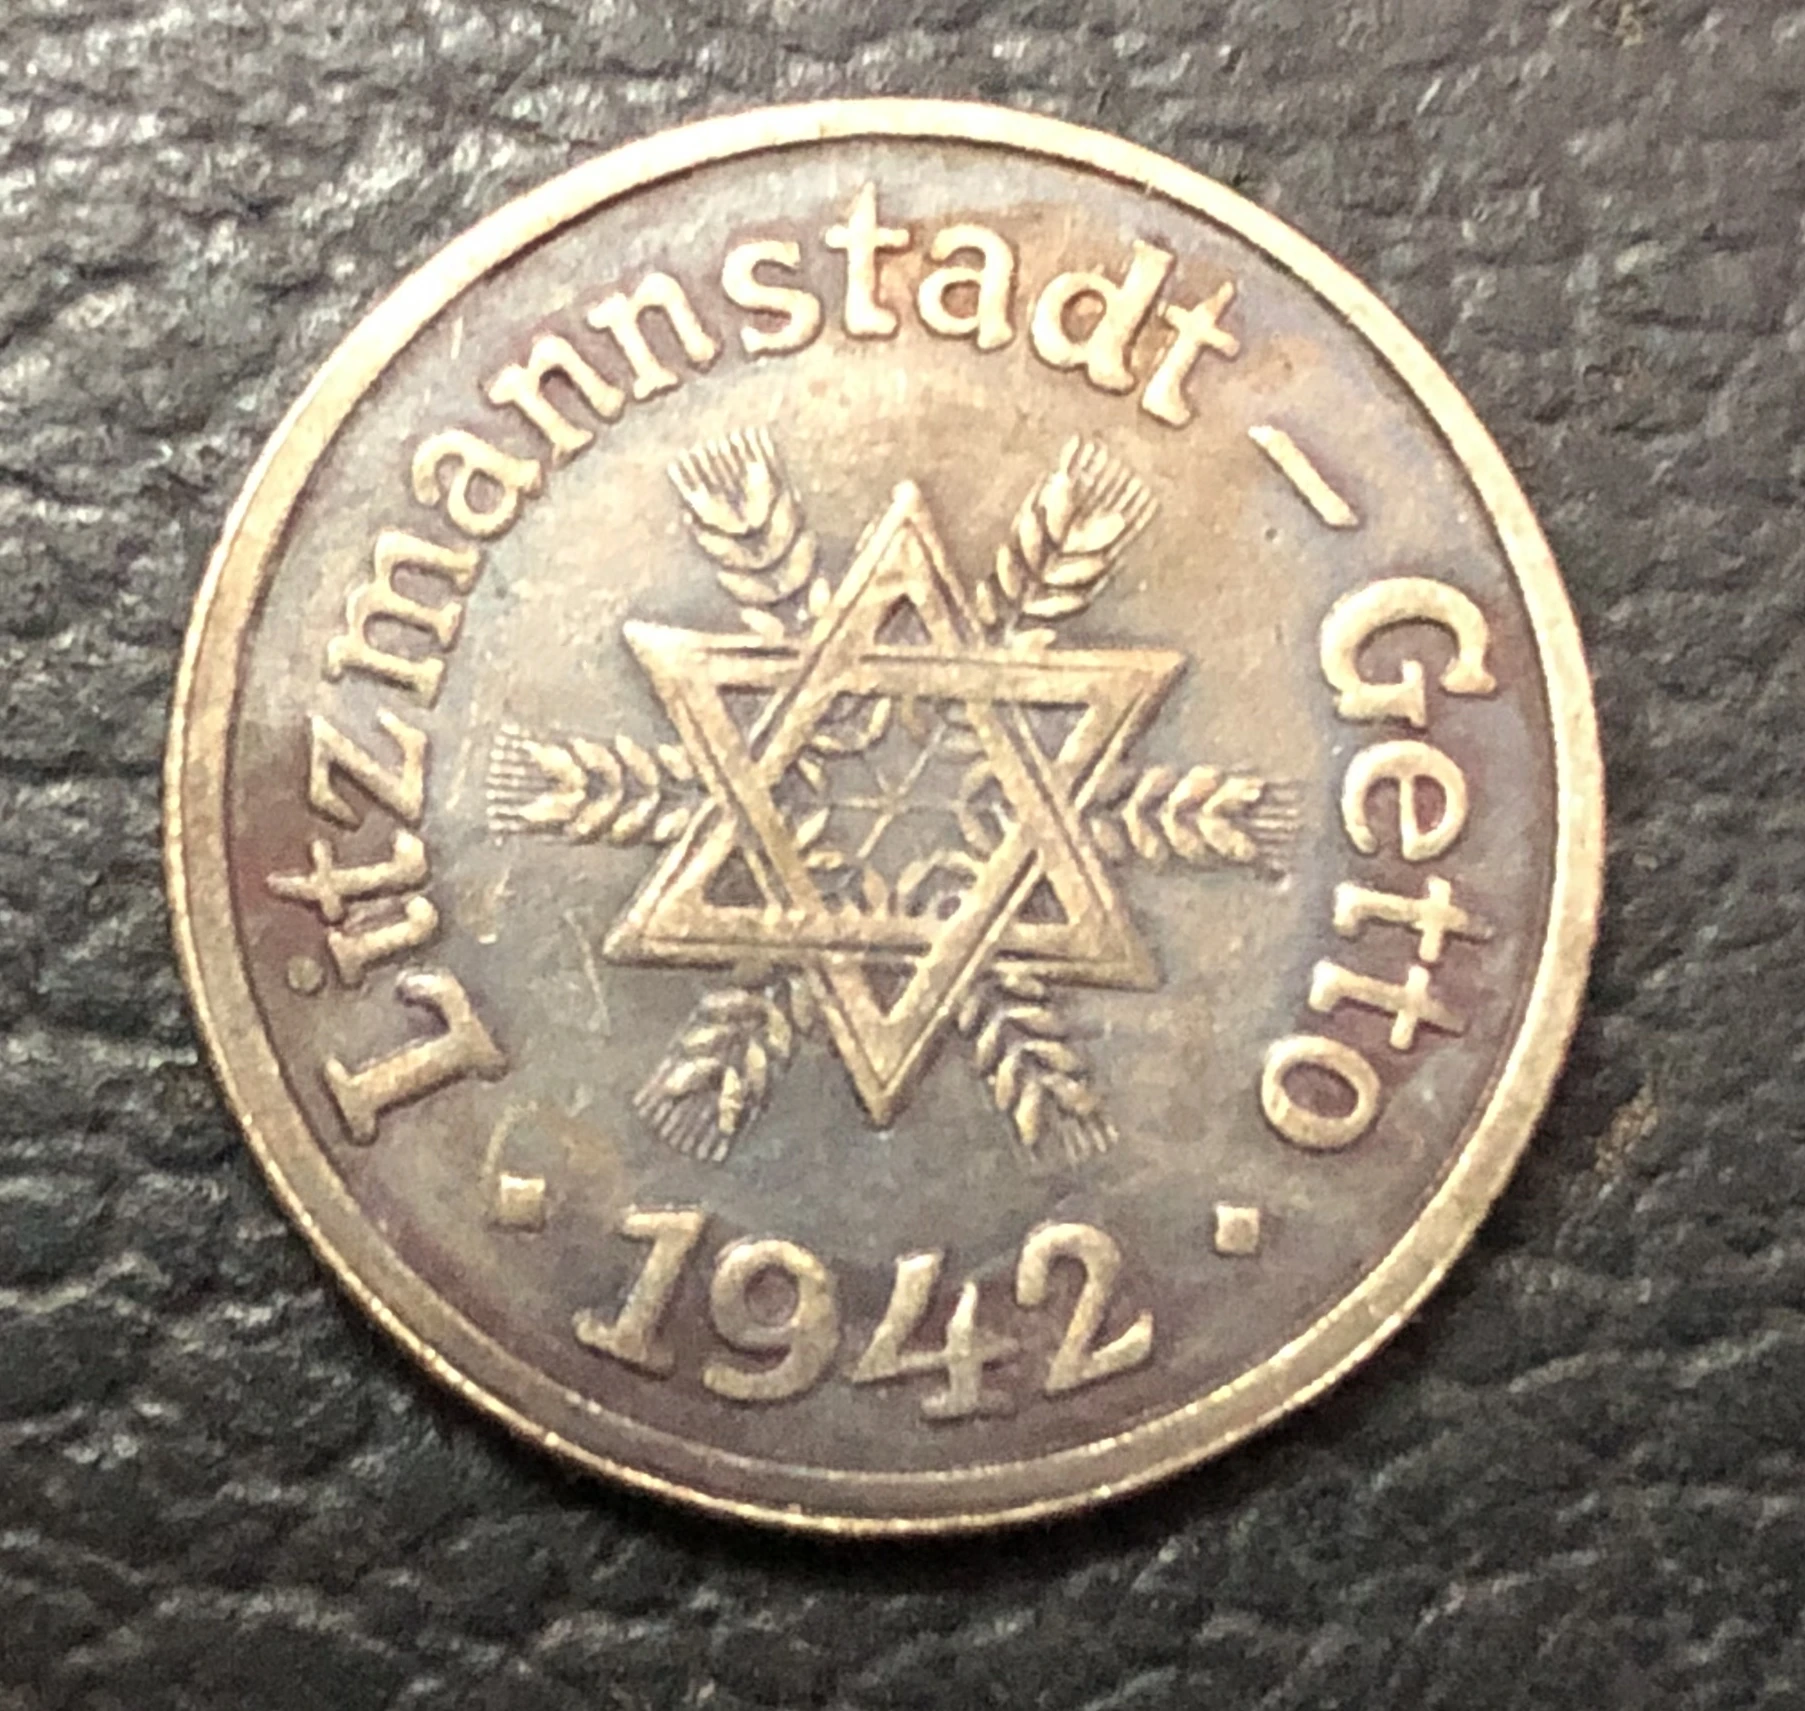 Litzmannstadt - Getto
· 1942 ·